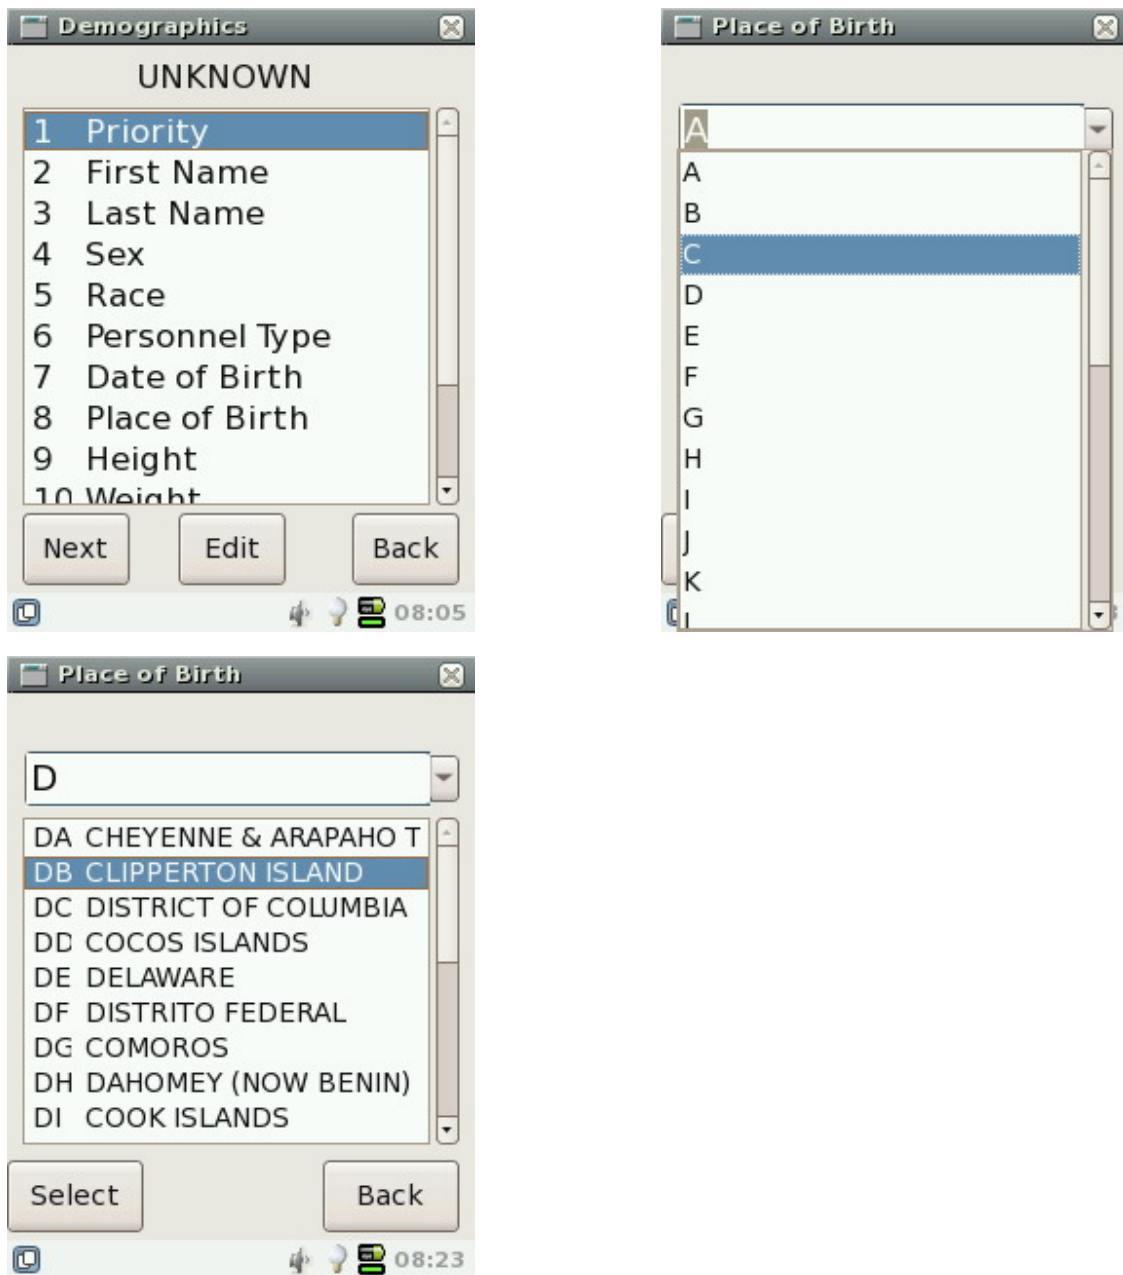 Demographics
UNKNOWN
1 Priority
2 First Name
3 Last Name
4 Sex
5 Race
6 Personnel Type
7 Date of Birth
8 Place of Birth
9 Height
10 Weight
Next Edit Back
08:05
Place of Birth
A
A
B
C
D
E
F
G
H
I
J
K
L
Place of Birth
D
DA CHEYENNE & ARAPAHO T
DB CLIPPERTON ISLAND
DC DISTRICT OF COLUMBIA
DD COCOS ISLANDS
DE DELAWARE
DF DISTRITO FEDERAL
DG COMOROS
DH DAHOMEY (NOW BENIN)
DI COOK ISLANDS
Select Back
08:23